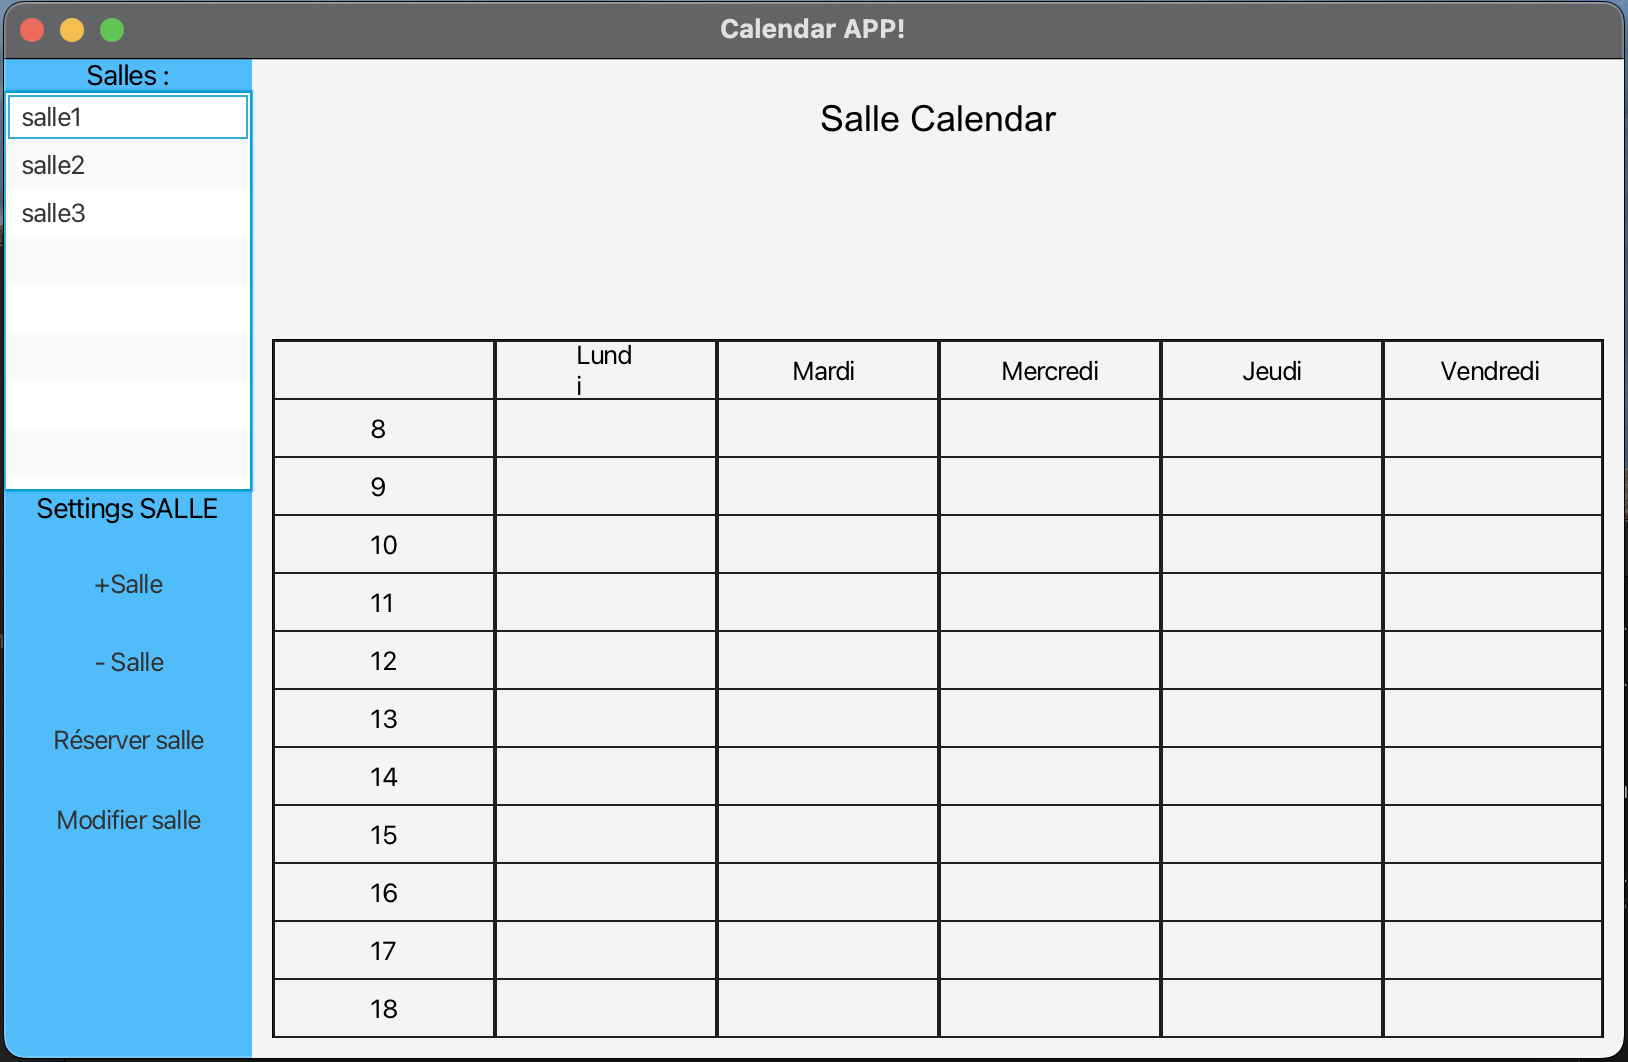 Calendar APP!
Salles :
salle1
salle2
salle3
Settings SALLE
+Salle
- Salle
Réserver salle
Modifier salle
Salle Calendar
Lund
i
Mardi
Mercredi
Jeudi
Vendredi
8
9
10
11
12
13
14
15
16
17
18